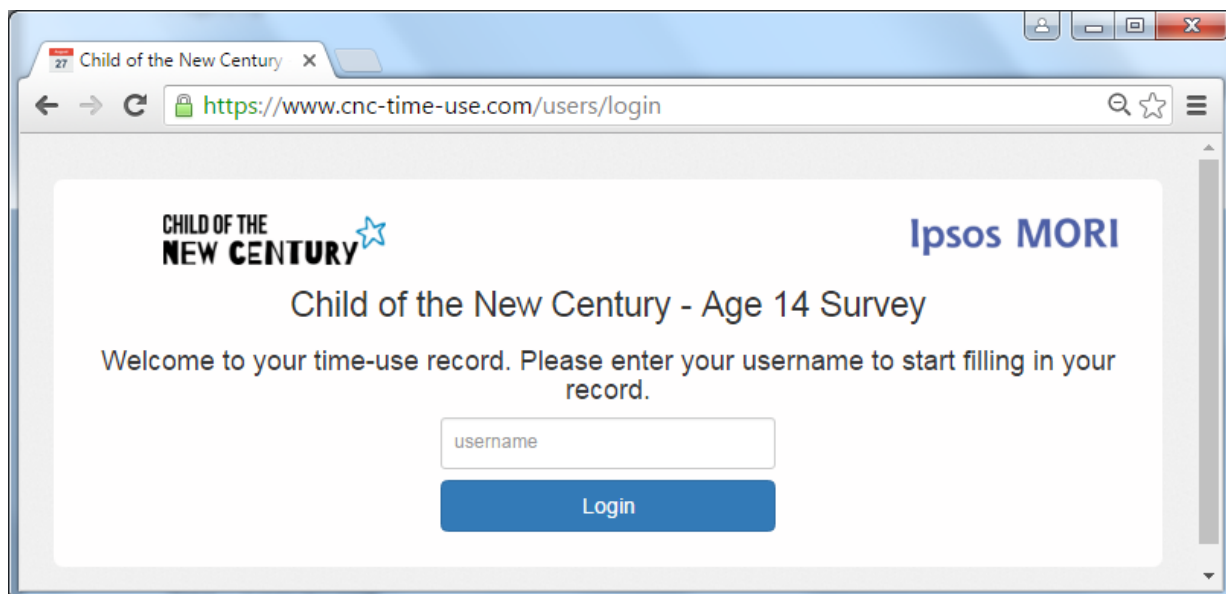 August
27 Child of the New Century
https://www.cnc-time-use.com/users/login
CHILD OF THE
NEW CENTURY
Ipsos MORI
Child of the New Century - Age 14 Survey
Welcome to your time-use record. Please enter your username to start filling in your
record.
username
Login